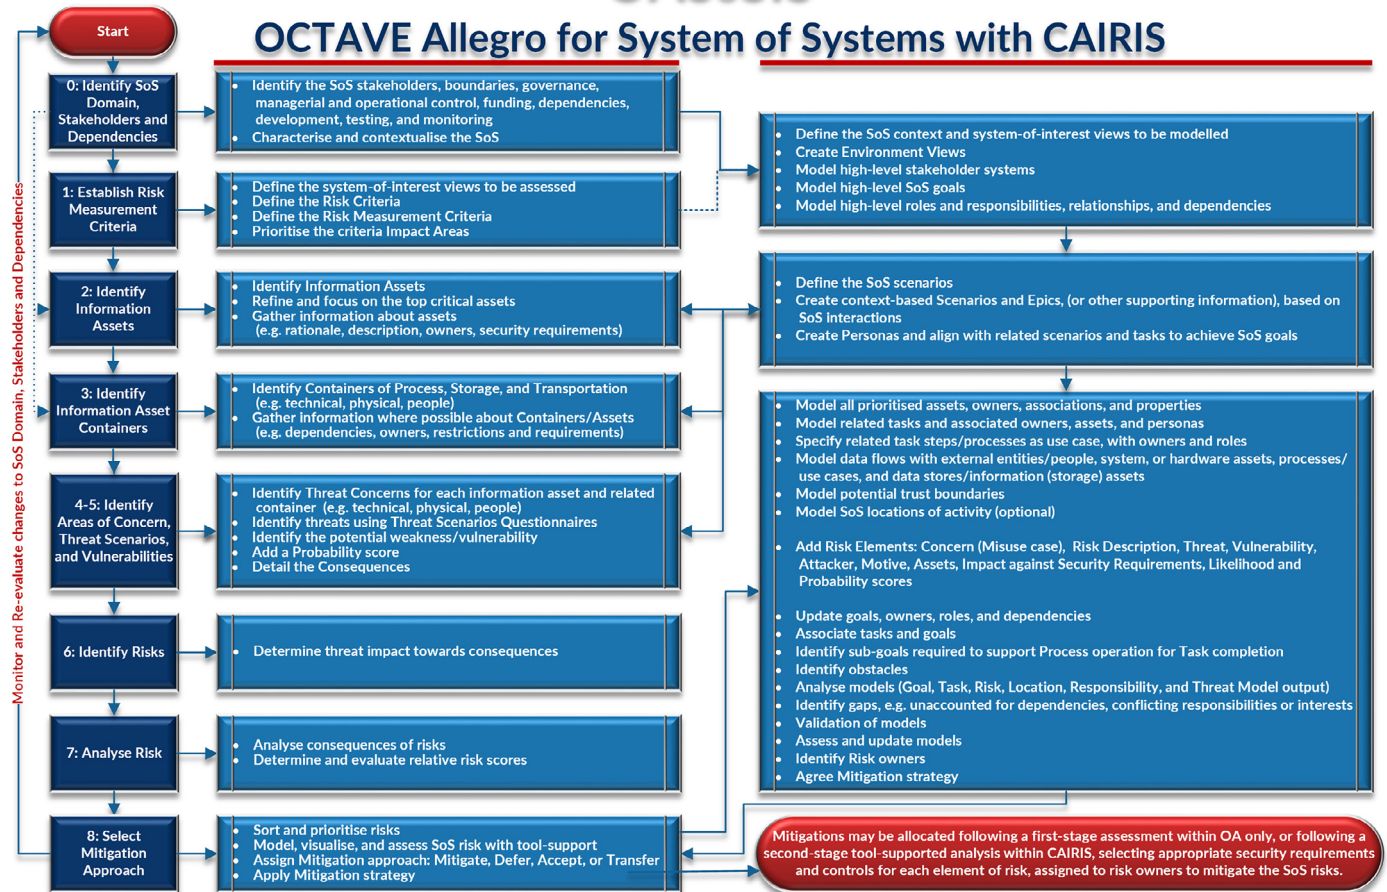 OCTAVE Allegro for System of Systems with CAIRIS
Start
0: Identify SoS
Domain,
Stakeholders and
Dependencies
• Identify the SoS stakeholders, boundaries, governance,
managerial and operational control, funding, dependencies,
development, testing, and monitoring
• Characterise and contextualise the SoS
1: Establish Risk
Measurement
Criteria
• Define the system-of-interest views to be assessed
• Define the Risk Criteria
• Define the Risk Measurement Criteria
• Prioritise the criteria Impact Areas
2: Identify
Information
Assets
• Identify Information Assets
• Refine and focus on the top critical assets
• Gather information about assets
(e.g. rationale, description, owners, security requirements)
3: Identify
Information Asset
Containers
• Identify Containers of Process, Storage, and Transportation
(e.g. technical, physical, people)
• Gather information where possible about Containers/Assets
(e.g. dependencies, owners, restrictions and requirements)
4-5: Identify
Areas of Concern,
Threat Scenarios,
and Vulnerabilities
• Identify Threat Concerns for each information asset and related
container (e.g. technical, physical, people)
• Identify threats using Threat Scenarios Questionnaires
• Identify the potential weakness/vulnerability
• Add a Probability score
• Detail the Consequences
6: Identify Risks
• Determine threat impact towards consequences
7: Analyse Risk
• Analyse consequences of risks
• Determine and evaluate relative risk scores
8: Select
Mitigation
Approach
• Sort and prioritise risks
• Model, visualise, and assess SoS risk with tool-support
• Assign Mitigation approach: Mitigate, Defer, Accept, or Transfer
• Apply Mitigation strategy
Monitor and Re-evaluate changes to SoS Domain, Stakeholders and Dependencies
• Define the SoS context and system-of-interest views to be modelled
• Create Environment Views
• Model high-level stakeholder systems
• Model high-level SoS goals
• Model high-level roles and responsibilities, relationships, and dependencies
• Define the SoS scenarios
• Create context-based Scenarios and Epics, (or other supporting information), based on
SoS interactions
• Create Personas and align with related scenarios and tasks to achieve SoS goals
• Model all prioritised assets, owners, associations, and properties
• Model related tasks and associated owners, assets, and personas
• Specify related task steps/processes as use case, with owners and roles
• Model data flows with external entities/people, system, or hardware assets, processes/
use cases, and data stores/information (storage) assets
• Model potential trust boundaries
• Model SoS locations of activity (optional)
• Add Risk Elements: Concern (Misuse case), Risk Description, Threat, Vulnerability,
Attacker, Motive, Assets, Impact against Security Requirements, Likelihood and
Probability scores
• Update goals, owners, roles, and dependencies
• Associate tasks and goals
• Identify sub-goals required to support Process operation for Task completion
• Identify obstacles
• Analyse models (Goal, Task, Risk, Location, Responsibility, and Threat Model output)
• Identify gaps, e.g. unaccounted for dependencies, conflicting responsibilities or interests
• Validation of models
• Assess and update models
• Identify Risk owners
• Agree Mitigation strategy
Mitigations may be allocated following a first-stage assessment within OA only, or following a
second-stage tool-supported analysis within CAIRIS, selecting appropriate security requirements
and controls for each element of risk, assigned to risk owners to mitigate the SoS risks.